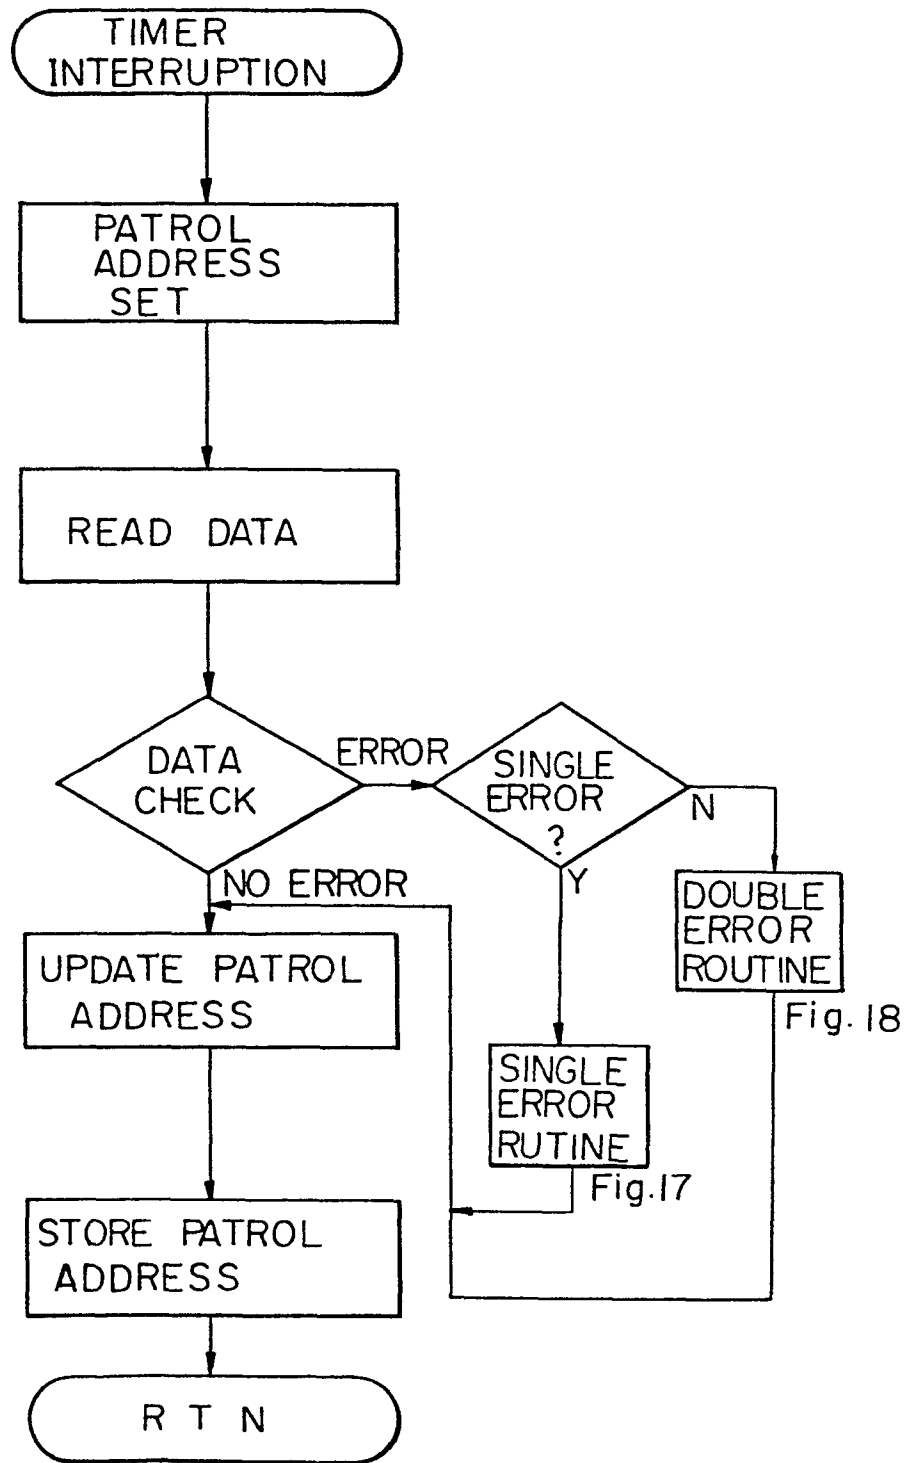 TIMER
INTERRUPTION
PATROL
ADDRESS
SET
READ DATA
DATA
CHECK
ERROR
SINGLE
ERROR
?
N
Y
NO ERROR
DOUBLE
ERROR
ROUTINE
Fig. 18
UPDATE PATROL
ADDRESS
SINGLE
ERROR
RUTINE
Fig. 17
STORE PATROL
ADDRESS
R T N